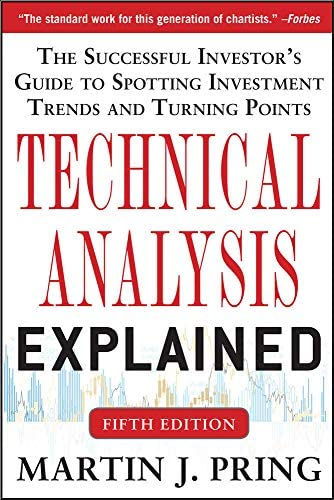 "The standard work for this generation of chartists." —Forbes
THE SUCCESSFUL INVESTOR'S
GUIDE TO SPOTTING INVESTMENT
TRENDS AND TURNING POINTS
TECHNICAL
ANALYSIS
EXPLAINED
FIFTH EDITION
MARTIN J. PRING